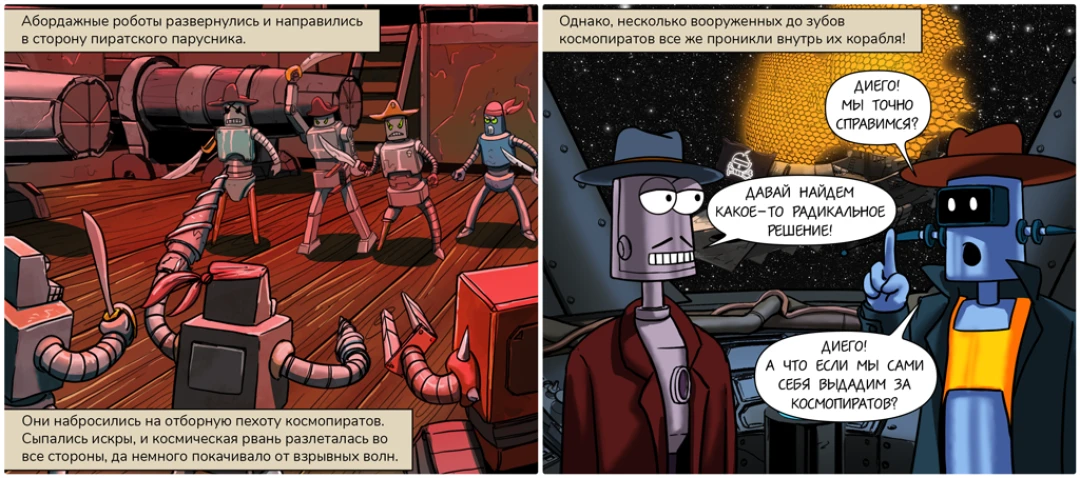 Абордажные роботы развернулись и направились
в сторону пиратского парусника.
Они набросились на отборную пехоту космопиратов.
Сыпались искры, и космическая рвань разлеталась во
все стороны, да немного покачивало от взрывных волн.
Однако, несколько вооруженных до зубов
космопиратов все же проникли внутрь их корабля!
ДИЕГО!
МЫ ТОЧНО
СПРАВИМСЯ?
ДАВАЙ НАЙДЕМ
КАКОЕ-ТО РАДИКАЛЬНОЕ
РЕШЕНИЕ!
ДИЕГО!
А ЧТО ЕСЛИ МЫ САМИ
СЕБЯ ВЫДАДИМ ЗА
КОСМОПИРАТОВ?